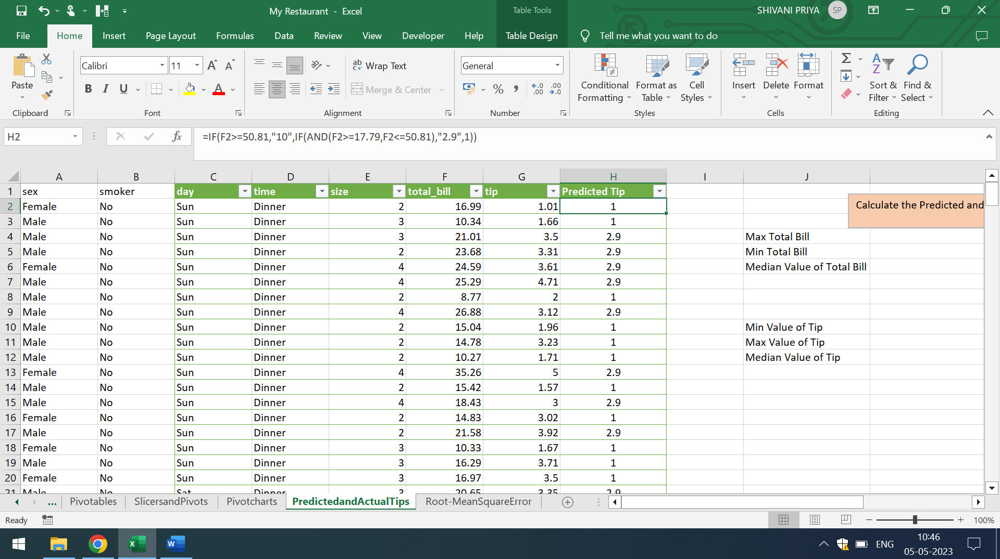 My Restaurant - Excel
Table Tools
SHIVANI PRIYA
SP
File
Home
Insert
Page Layout
Formulas
Data
Review
View
Developer
Help
Table Design
Tell me what you want to do
Paste
Clipboard
Calibri
11
B I U
Font
Wrap Text
Merge & Center
Alignment
General
Number
Conditional Formatting
Format as Table
Cell Styles
Styles
Insert
Delete
Format
Cells
Sort & Filter
Find & Select
Editing
H2
fx
=IF(F2>=50.81,"10",IF(AND(F2>=17.79,F2<=50.81),"2.9",1))
A B C D E F G H I J
1 sex smoker day time size total_bill tip Predicted Tip
2 Female No Sun Dinner 2 16.99 1.01 1 Calculate the Predicted and
3 Male No Sun Dinner 3 10.34 1.66 1
4 Male No Sun Dinner 3 21.01 3.5 2.9 Max Total Bill
5 Male No Sun Dinner 2 23.68 3.31 2.9 Min Total Bill
6 Female No Sun Dinner 4 24.59 3.61 2.9 Median Value of Total Bill
7 Male No Sun Dinner 4 25.29 4.71 2.9
8 Male No Sun Dinner 2 8.77 2 1
9 Male No Sun Dinner 4 26.88 3.12 2.9
10 Male No Sun Dinner 2 15.04 1.96 1 Min Value of Tip
11 Male No Sun Dinner 2 14.78 3.23 1 Max Value of Tip
12 Male No Sun Dinner 2 10.27 1.71 1 Median Value of Tip
13 Female No Sun Dinner 4 35.26 5 2.9
14 Male No Sun Dinner 2 15.42 1.57 1
15 Male No Sun Dinner 4 18.43 3 2.9
16 Female No Sun Dinner 2 14.83 3.02 1
17 Male No Sun Dinner 2 21.58 3.92 2.9
18 Female No Sun Dinner 3 10.33 1.67 1
19 Male No Sun Dinner 3 16.29 3.71 1
20 Female No Sun Dinner 3 16.97 3.5 1
21 Male No Sat Dinner 3 20.65 3.35 2.9
... Pivotables SlicersandPivots Pivotcharts PredictedandActualTips Root-MeanSquareError
Ready
100%
ENG
10:46
05-05-2023